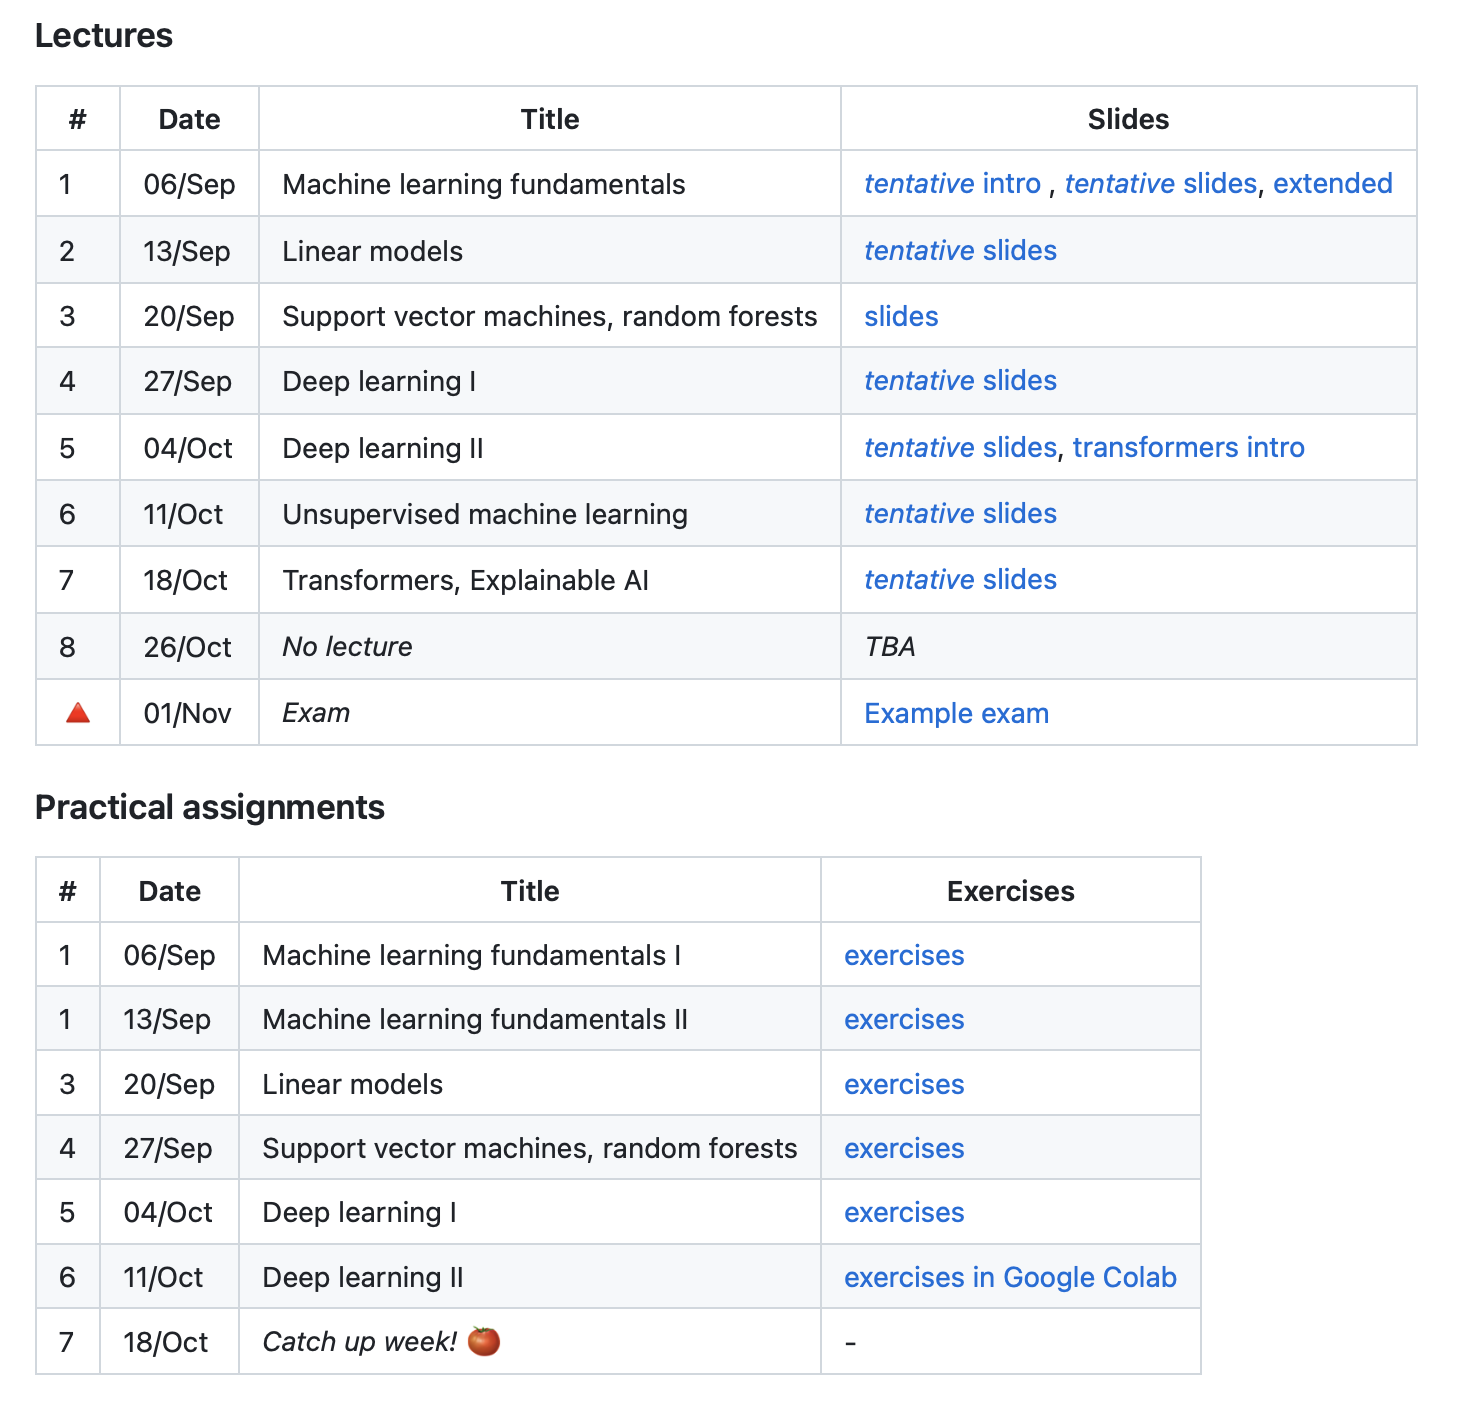 Lectures
# Date Title Slides
1 06/Sep Machine learning fundamentals tentative intro , tentative slides, extended
2 13/Sep Linear models tentative slides
3 20/Sep Support vector machines, random forests slides
4 27/Sep Deep learning I tentative slides
5 04/Oct Deep learning II tentative slides, transformers intro
6 11/Oct Unsupervised machine learning tentative slides
7 18/Oct Transformers, Explainable AI tentative slides
8 26/Oct No lecture TBA
🔺 01/Nov Exam Example exam
Practical assignments
# Date Title Exercises
1 06/Sep Machine learning fundamentals I exercises
1 13/Sep Machine learning fundamentals II exercises
3 20/Sep Linear models exercises
4 27/Sep Support vector machines, random forests exercises
5 04/Oct Deep learning I exercises
6 11/Oct Deep learning II exercises in Google Colab
7 18/Oct Catch up week! 🍅 -